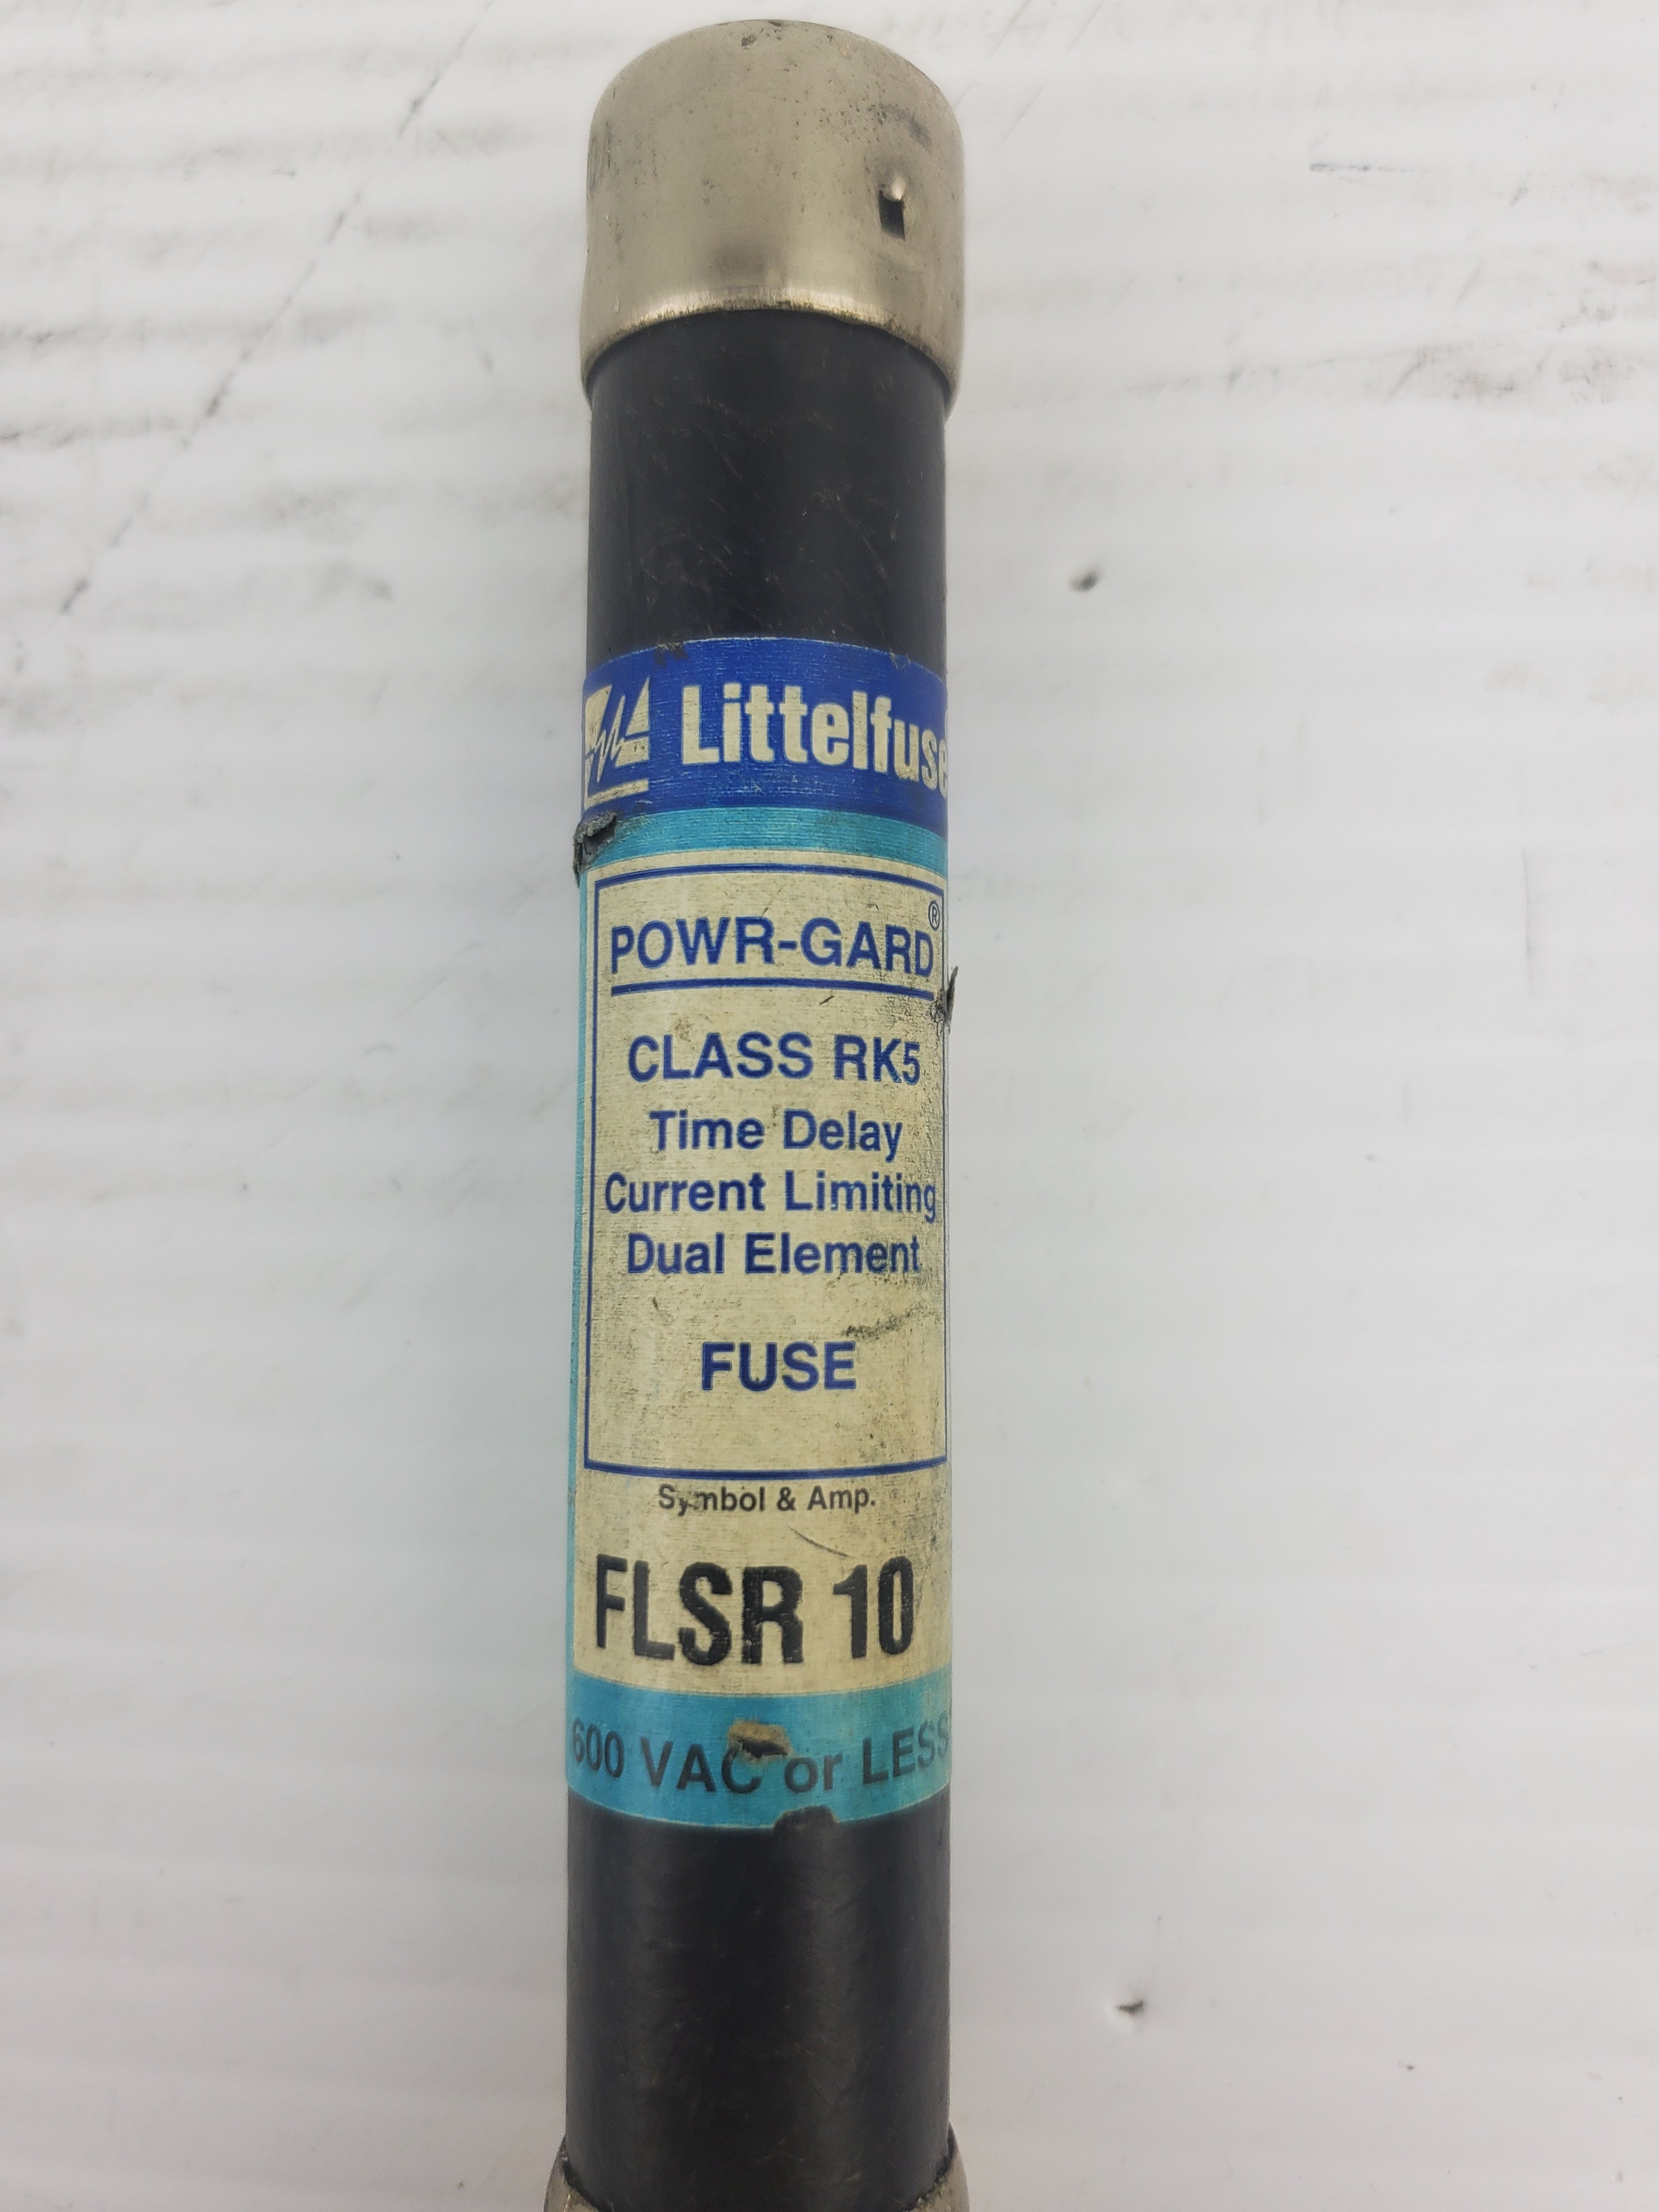 Littelfuse
POWR-GARD®
CLASS RK5
Time Delay
Current Limiting
Dual Element
FUSE
Symbol & Amp.
FLSR 10
600 VAC or LESS